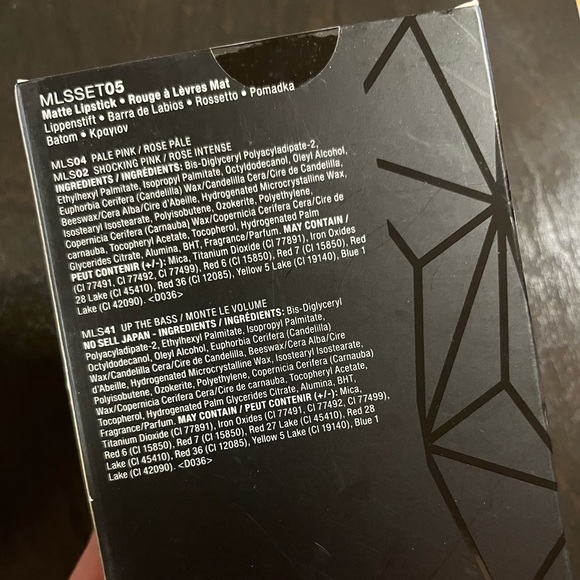 MLSSET05
Matte Lipstick • Rouge à Lèvres Mat
Lippenstift • Barra de Labios • Rossetto • Pomadka
Batom • Κραγιον
MLS04 PALE PINK / ROSE PÂLE
MLS02 SHOCKING PINK / ROSE INTENSE
INGREDIENTS / INGRÉDIENTS: Bis-Diglyceryl Polyacyladipate-2,
Ethylhexyl Palmitate, Isopropyl Palmitate, Octyldodecanol, Oleyl Alcohol,
Euphorbia Cerifera (Candelilla) Wax/Candelilla Cera/Cire de Candelilla,
Beeswax/Cera Alba/Cire d'Abeille, Hydrogenated Microcrystalline Wax,
Isostearyl Isostearate, Polyisobutene, Ozokerite, Polyethylene,
Copernicia Cerifera (Carnauba) Wax/Copernicia Cerifera Cera/Cire de
carnauba, Tocopheryl Acetate, Tocopherol, Hydrogenated Palm
Glycerides Citrate, Alumina, BHT, Fragrance/Parfum. MAY CONTAIN /
PEUT CONTENIR (+/-): Mica, Titanium Dioxide (CI 77891), Iron Oxides
(CI 77491, CI 77492, CI 77499), Red 6 (CI 15850), Red 7 (CI 15850), Red
28 Lake (CI 45410), Red 36 (CI 12085), Yellow 5 Lake (CI 19140), Blue 1
Lake (CI 42090). <D036>
MLS41 UP THE BASS / MONTE LE VOLUME
NO SELL JAPAN - INGREDIENTS / INGRÉDIENTS: Bis-Diglyceryl
Polyacyladipate-2, Ethylhexyl Palmitate, Isopropyl Palmitate,
Octyldodecanol, Oleyl Alcohol, Euphorbia Cerifera (Candelilla)
Wax/Candelilla Cera/Cire de Candelilla, Beeswax/Cera Alba/Cire
d'Abeille, Hydrogenated Microcrystalline Wax, Isostearyl Isostearate,
Polyisobutene, Ozokerite, Polyethylene, Copernicia Cerifera (Carnauba)
Wax/Copernicia Cerifera Cera/Cire de carnauba, Tocopheryl Acetate,
Tocopherol, Hydrogenated Palm Glycerides Citrate, Alumina, BHT,
Fragrance/Parfum. MAY CONTAIN / PEUT CONTENIR (+/-): Mica,
Titanium Dioxide (CI 77891), Iron Oxides (CI 77491, CI 77492, CI 77499),
Red 6 (CI 15850), Red 7 (CI 15850), Red 27 Lake (CI 45410), Red 28
Lake (CI 45410), Red 36 (CI 12085), Yellow 5 Lake (CI 19140), Blue 1
Lake (CI 42090). <D036>